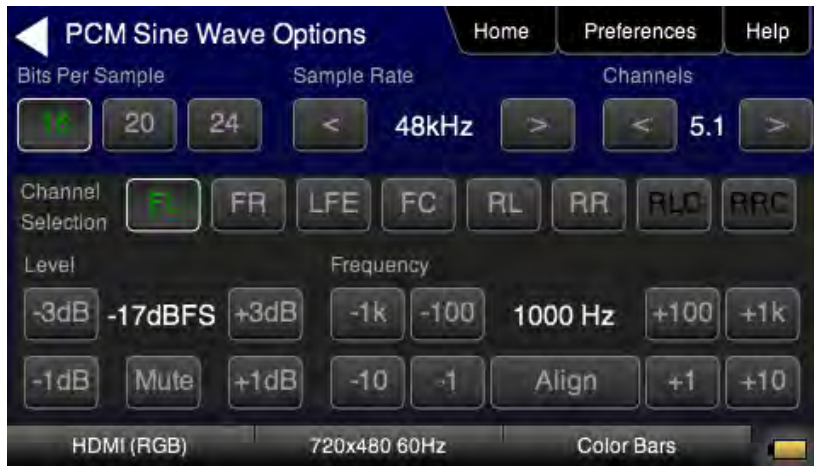 PCM Sine Wave Options
Home
Preferences
Help
Bits Per Sample
Sample Rate
Channels
16
20
24
<
48kHz
>
<
5.1
>
Channel
Selection
FL
FR
LFE
FC
RL
RR
RLC
RRC
Level
Frequency
-3dB
-17dBFS
+3dB
-1k
-100
1000 Hz
+100
+1k
-1dB
Mute
+1dB
-10
-1
Align
+1
+10
HDMI (RGB)
720x480 60Hz
Color Bars